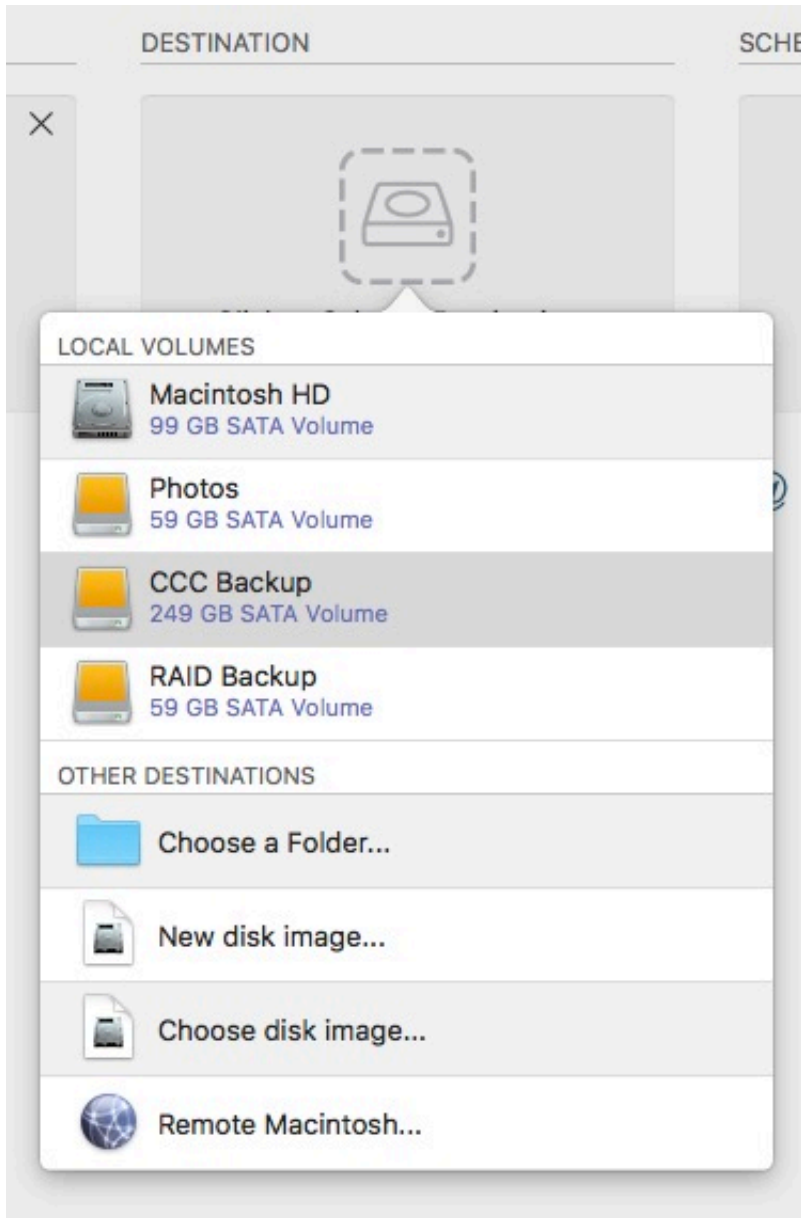 DESTINATION
SCHE
LOCAL VOLUMES
Macintosh HD
99 GB SATA Volume
Photos
59 GB SATA Volume
CCC Backup
249 GB SATA Volume
RAID Backup
59 GB SATA Volume
OTHER DESTINATIONS
Choose a Folder...
New disk image...
Choose disk image...
Remote Macintosh...